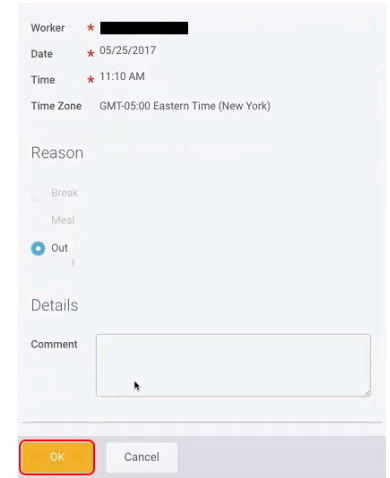 Worker *
Date * 05/25/2017
Time * 11:10 AM
Time Zone GMT-05:00 Eastern Time (New York)
Reason
Break
Meal
Out
Details
Comment
OK Cancel